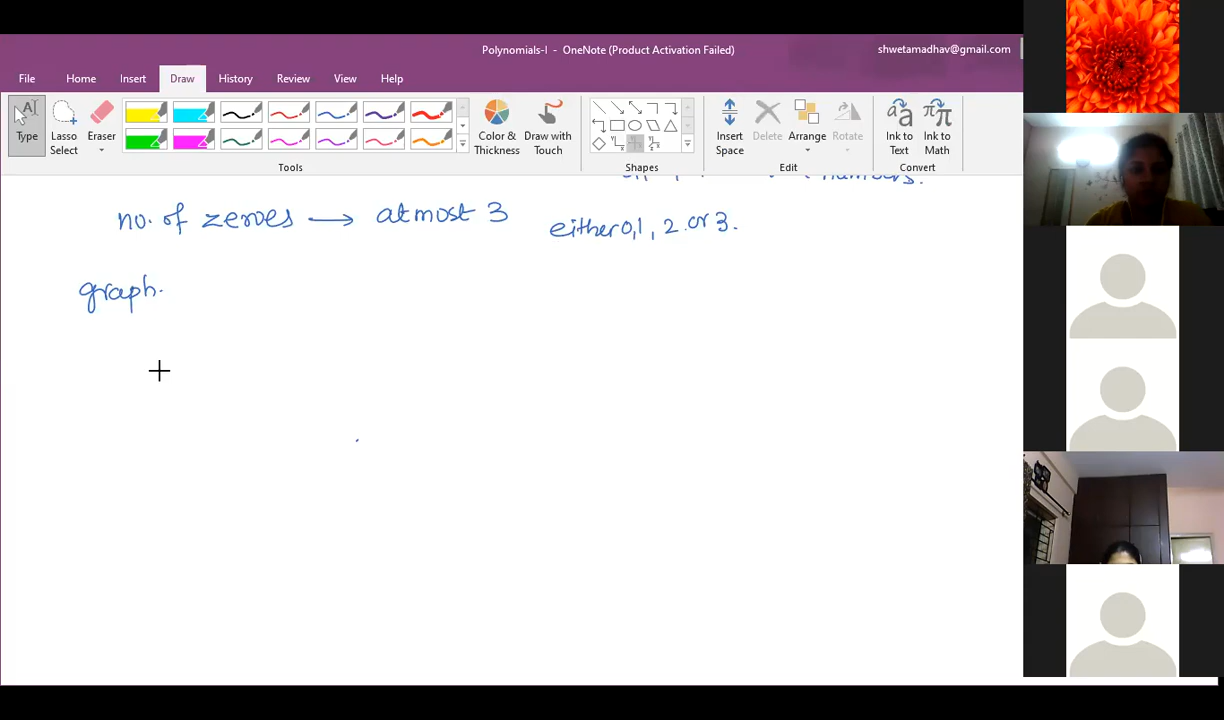 Polynomials-I - OneNote (Product Activation Failed)
shwetamadhav@gmail.com
File Home Insert Draw History Review View Help
Type
Lasso Select
Eraser
Color & Thickness
Draw with Touch
Insert Space
Delete
Arrange
Rotate
Ink to Text
Ink to Math
Tools
Shapes
Edit
Convert
numbers.
no. of zeroes → atmost 3
either 0, 1, 2 or 3.
graph.